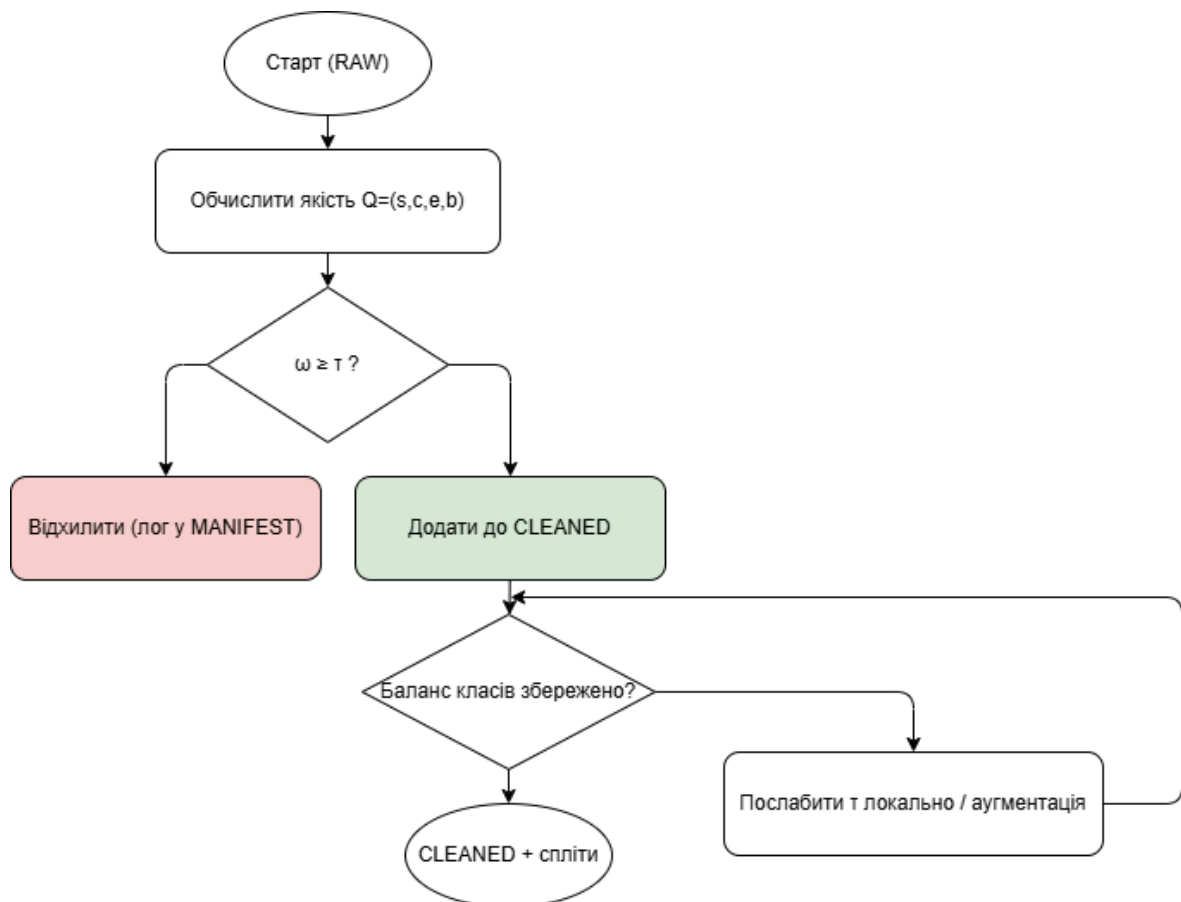 Старт (RAW)
Обчислити якість Q=(s,c,e,b)
ω ≥ τ ?
Відхилити (лог у MANIFEST)
Додати до CLEANED
Баланс класів збережено?
Послабити τ локально / аугментація
CLEANED + спліти